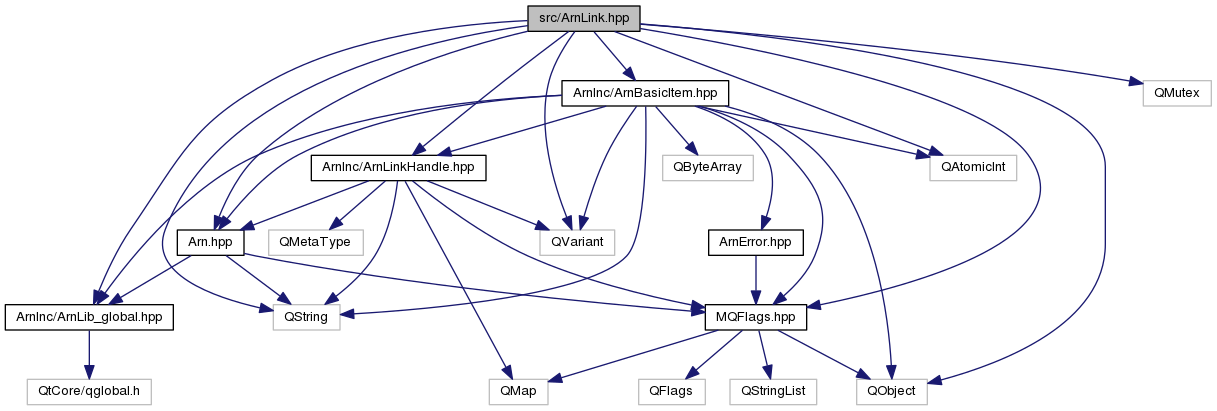 src/ArnLink.hpp
ArnInc/ArnBasicItem.hpp
QMutex
ArnInc/ArnLinkHandle.hpp
QByteArray
QAtomicInt
Arn.hpp
QMetaType
QVariant
ArnError.hpp
ArnInc/ArnLib_global.hpp
QString
MQFlags.hpp
QtCore/qglobal.h
QMap
QFlags
QStringList
QObject